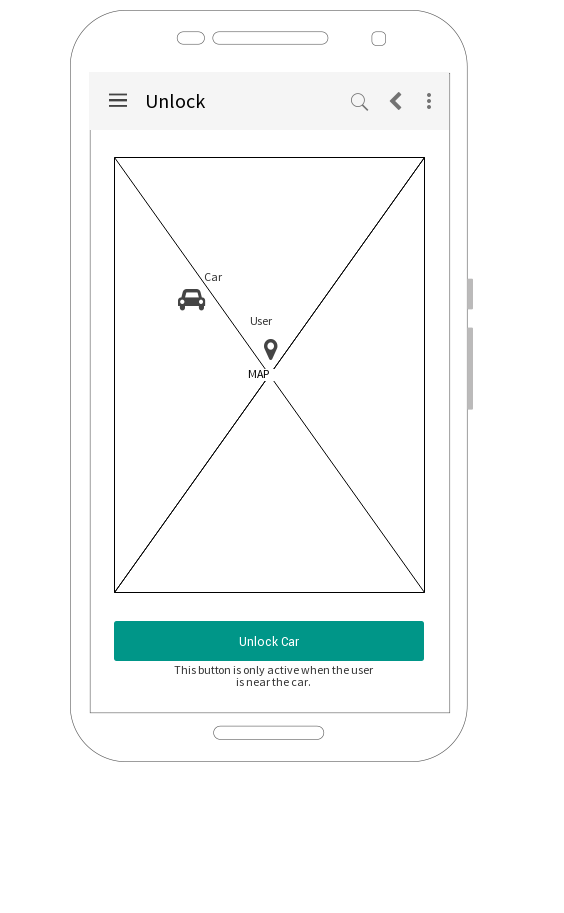 Unlock
Car
User
MAP
Unlock Car
This button is only active when the user
is near the car.